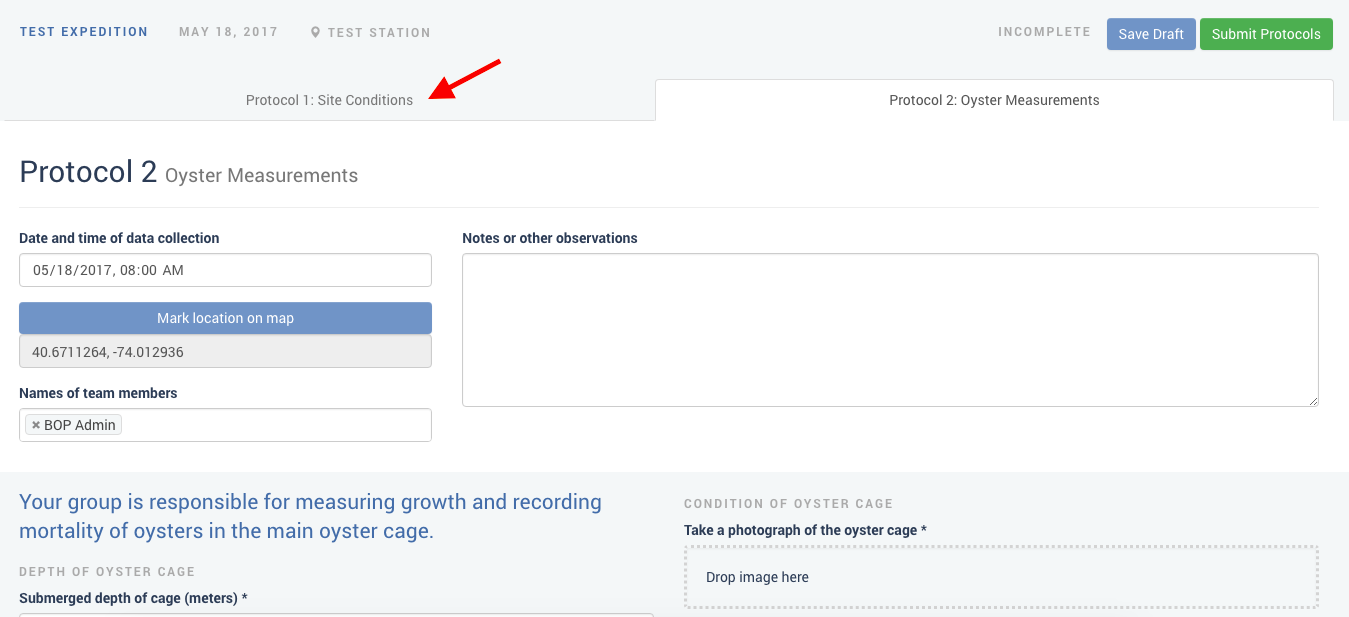 TEST EXPEDITION MAY 18, 2017 TEST STATION INCOMPLETE Save Draft Submit Protocols
Protocol 1: Site Conditions Protocol 2: Oyster Measurements
Protocol 2 Oyster Measurements
Date and time of data collection
05/18/2017, 08:00 AM
Mark location on map
40.6711264, -74.012936
Names of team members
× BOP Admin
Notes or other observations
Your group is responsible for measuring growth and recording
mortality of oysters in the main oyster cage.
DEPTH OF OYSTER CAGE
Submerged depth of cage (meters) *
CONDITION OF OYSTER CAGE
Take a photograph of the oyster cage *
Drop image here